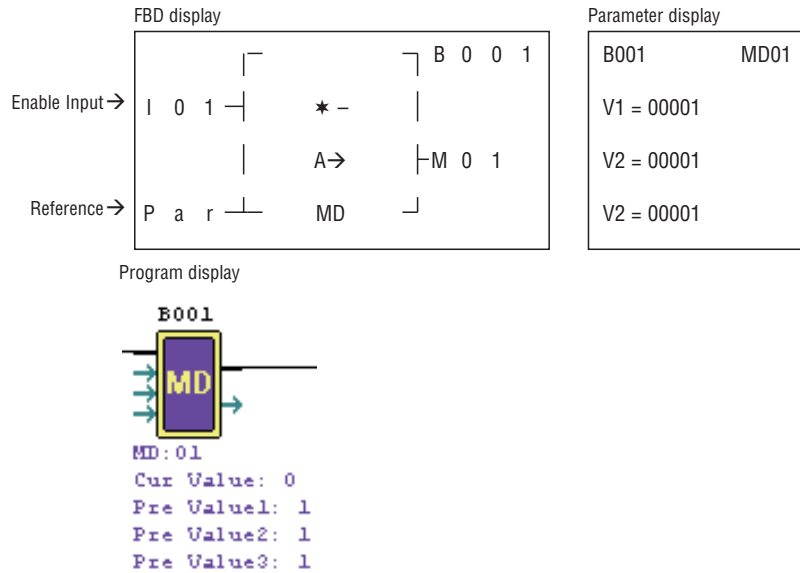 FBD display
B 0 0 1
Enable Input → I 0 1 ✶ –
A→ M 0 1
Reference → P a r MD
Parameter display
B001 MD01
V1 = 00001
V2 = 00001
V2 = 00001
Program display
B001
MD
MD:01
Cur Value: 0
Pre Value1: 1
Pre Value2: 1
Pre Value3: 1